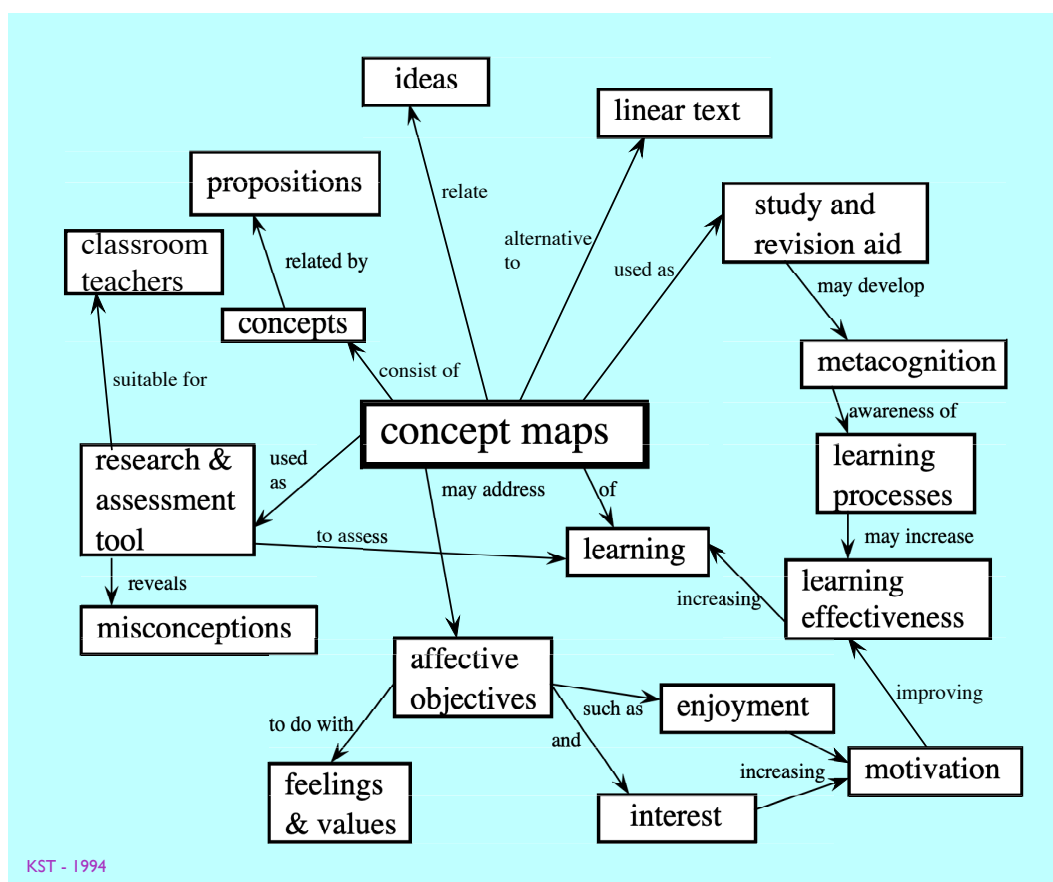 ideas
linear text
propositions
relate
study and
revision aid
classroom
teachers
alternative
to
related by
used as
may develop
concepts
metacognition
consist of
suitable for
awareness of
concept maps
research &
assessment
tool
used
as
may address
of
learning
processes
to assess
learning
may increase
reveals
increasing
learning
effectiveness
misconceptions
affective
objectives
improving
such as
enjoyment
to do with
and
increasing
motivation
feelings
& values
interest
KST - 1994